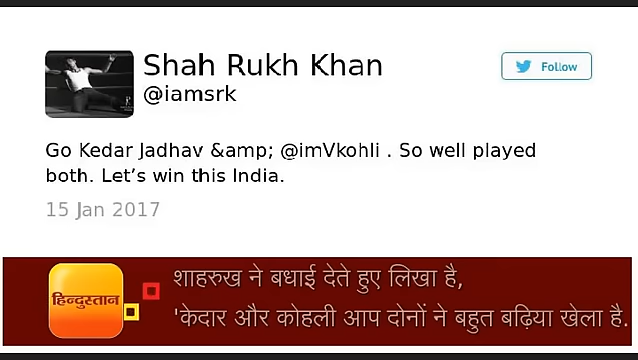 Shah Rukh Khan
@iamsrk
Follow
Go Kedar Jadhav &amp; @imVkohli . So well played
both. Let’s win this India.
15 Jan 2017
हिन्दुस्तान
शाहरुख ने बधाई देते हुए लिखा है,
'केदार और कोहली आप दोनों ने बहुत बढ़िया खेला है.